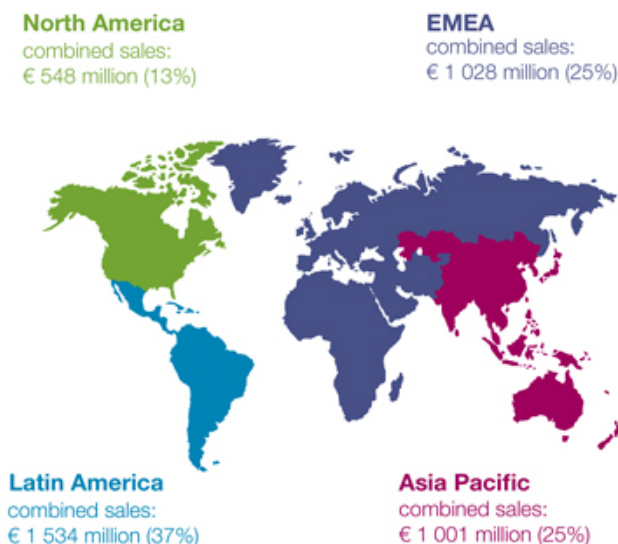 North America
combined sales:
€ 548 million (13%)
EMEA
combined sales:
€ 1 028 million (25%)
Latin America
combined sales:
€ 1 534 million (37%)
Asia Pacific
combined sales:
€ 1 001 million (25%)